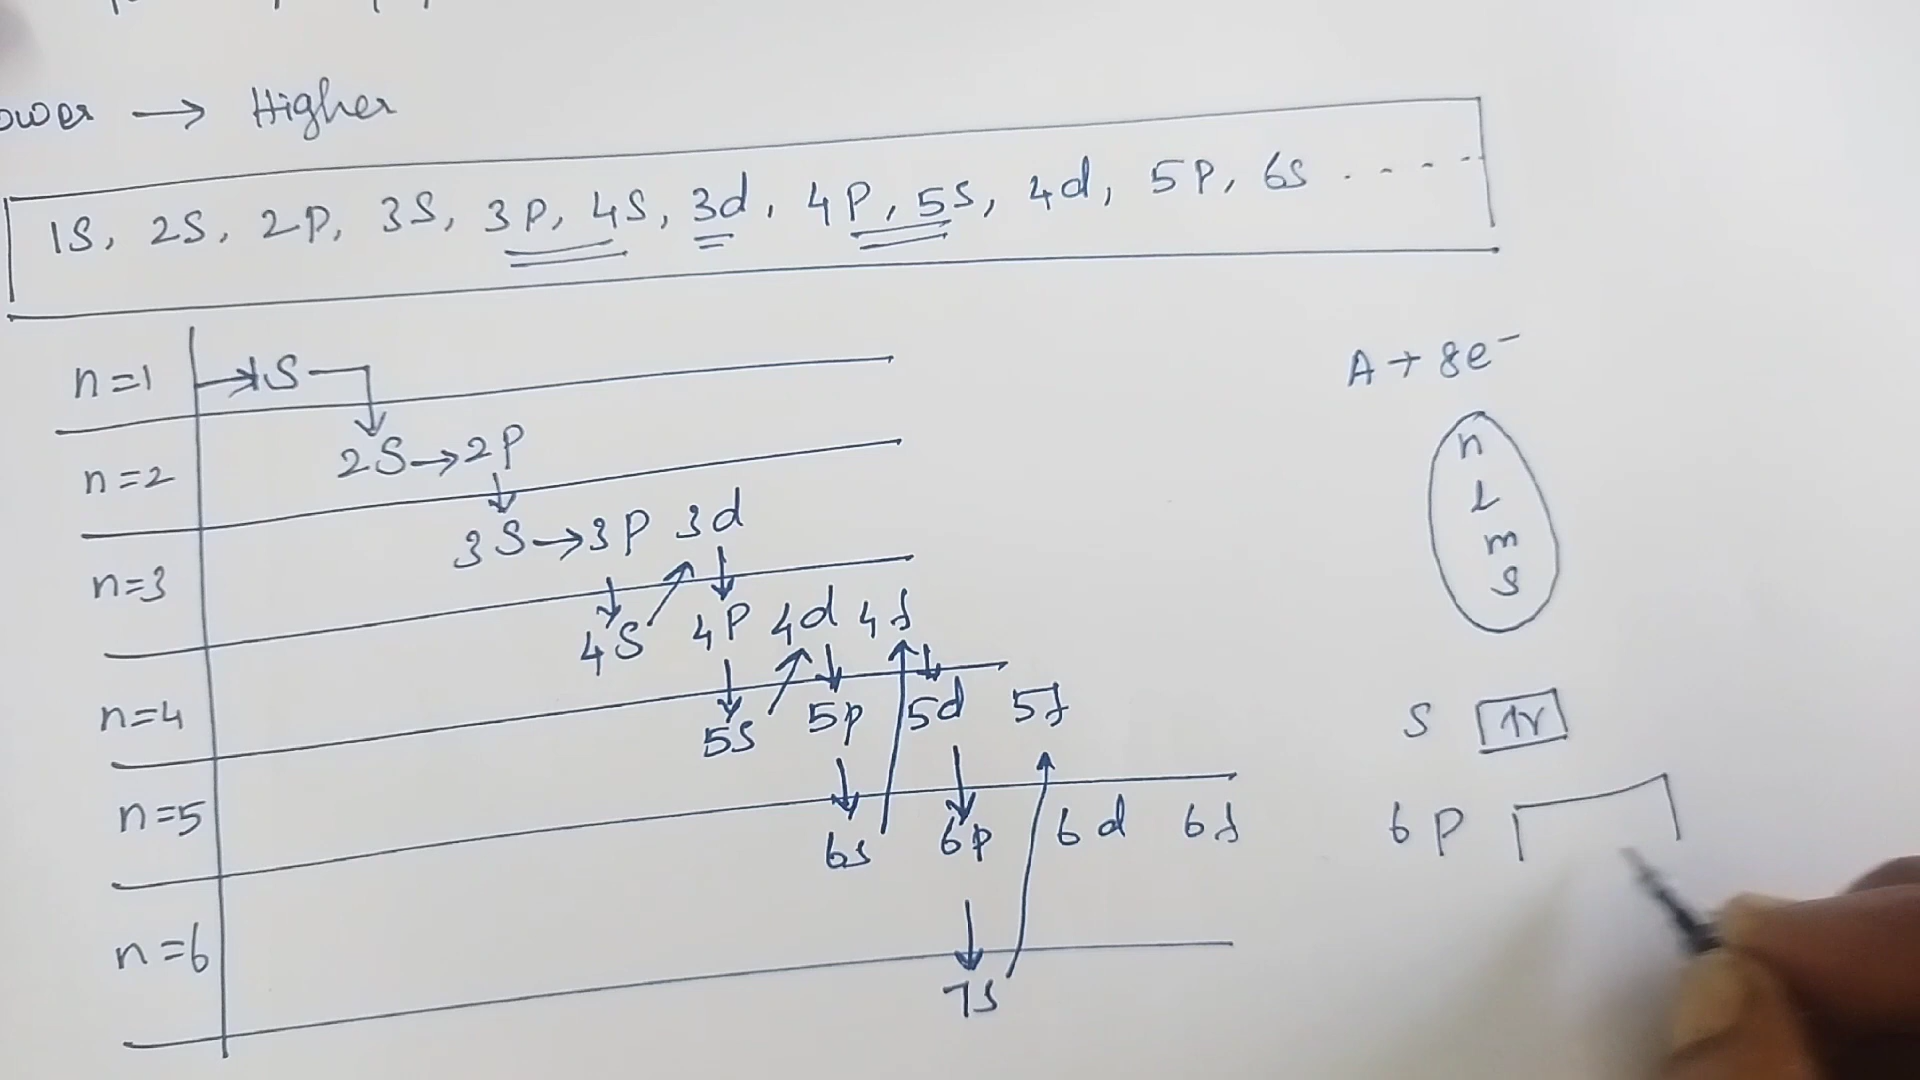 Higher
1S, 2S, 2P, 3S, 3P, 4S, 3d, 4P, 5S, 4d, 5P, 6S ....
n=1 1S
n=2 2S→2P
n=3 3S→3P 3d
n=4 4S 4P 4d 4f
n=5 5S 5p 5d 5f
n=6 6s 6p 6d 6f
7s
A + 8e⁻
n
l
m
s
S 1V
6 P